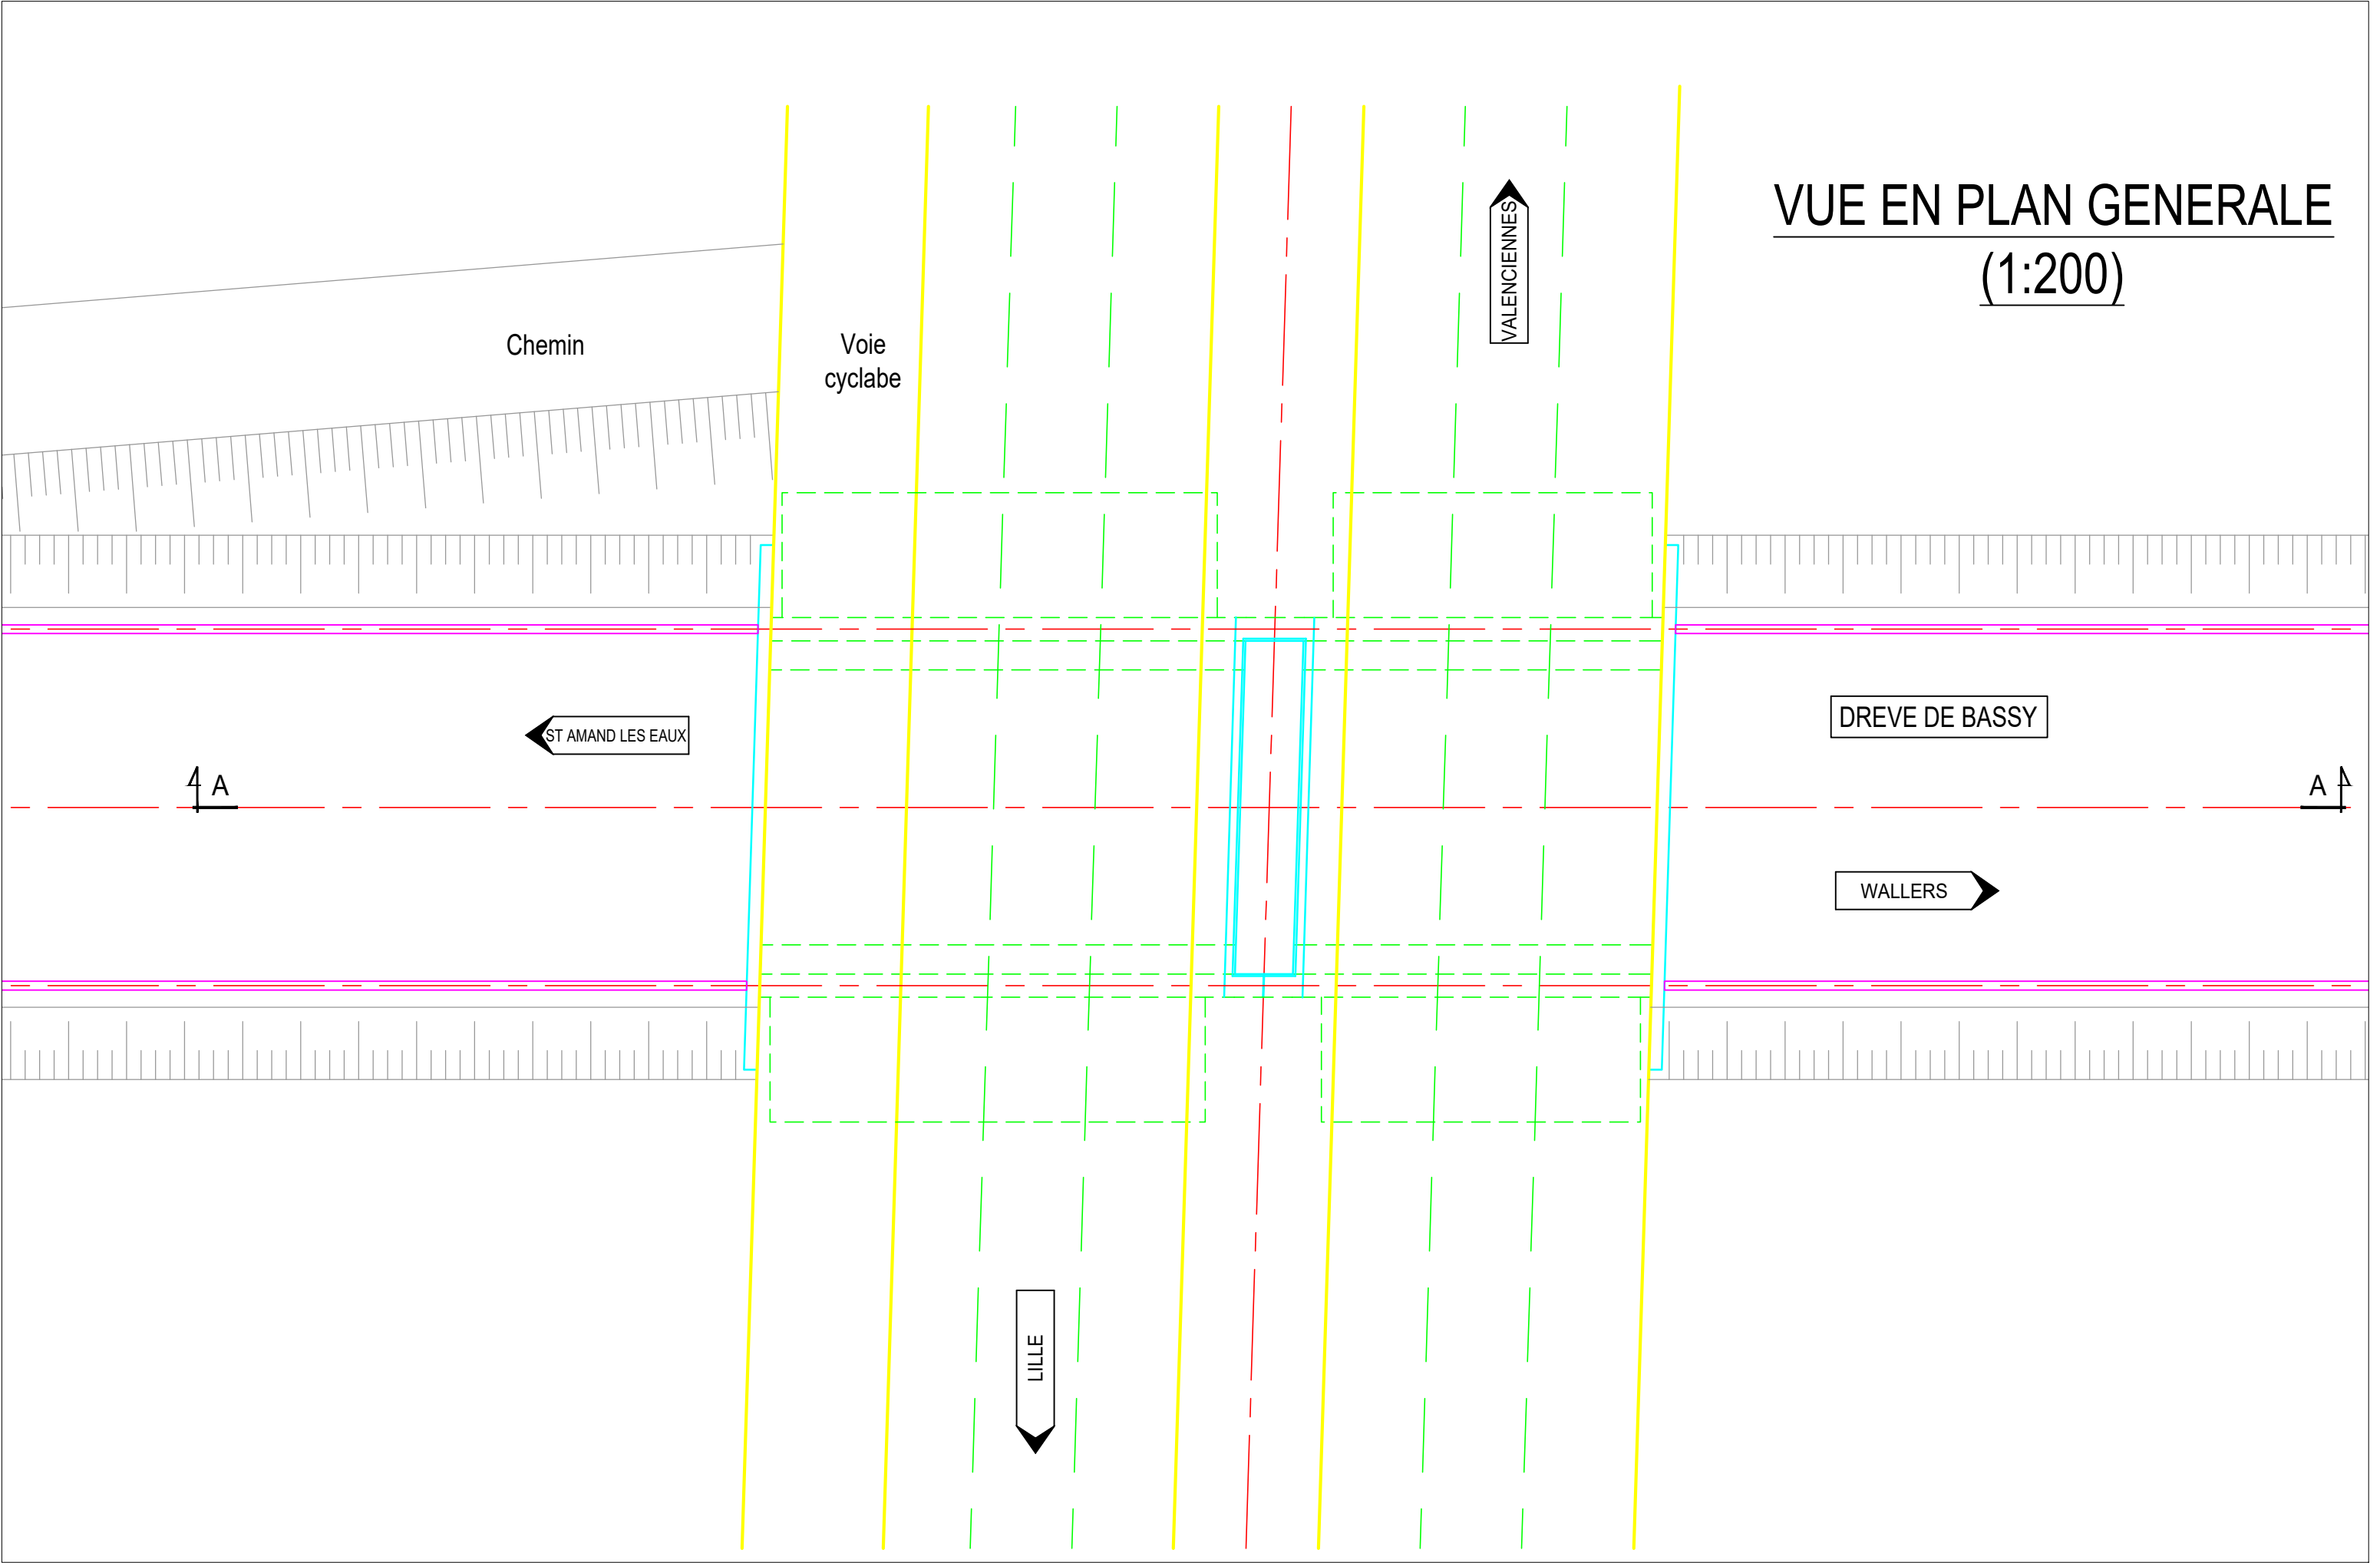 VUE EN PLAN GENERALE
(1:200)
VALENCIENNES
Chemin
Voie
cyclabe
DREVE DE BASSY
ST AMAND LES EAUX
A
A
WALLERS
LILLE